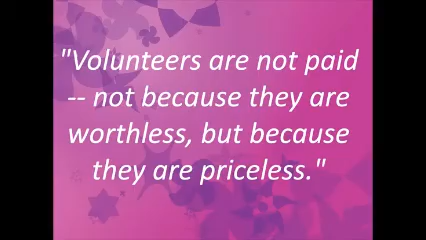 "Volunteers are not paid
-- not because they are
worthless, but because
they are priceless."